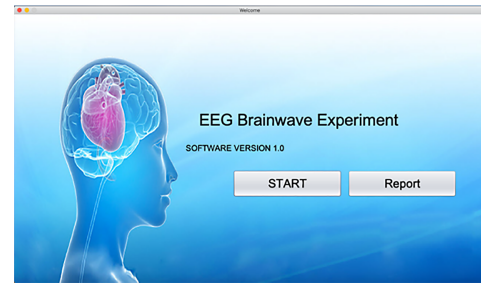 Welcome
EEG Brainwave Experiment
SOFTWARE VERSION 1.0
START
Report